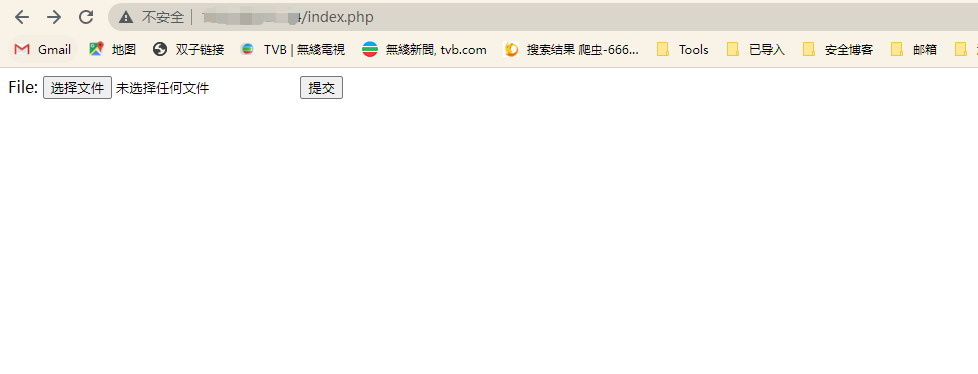 不安全 /index.php
Gmail 地图 双子链接 TVB | 無綫電視 無綫新聞, tvb.com 搜索结果 爬虫-666... Tools 已导入 安全博客 邮箱
File: 选择文件 未选择任何文件 提交